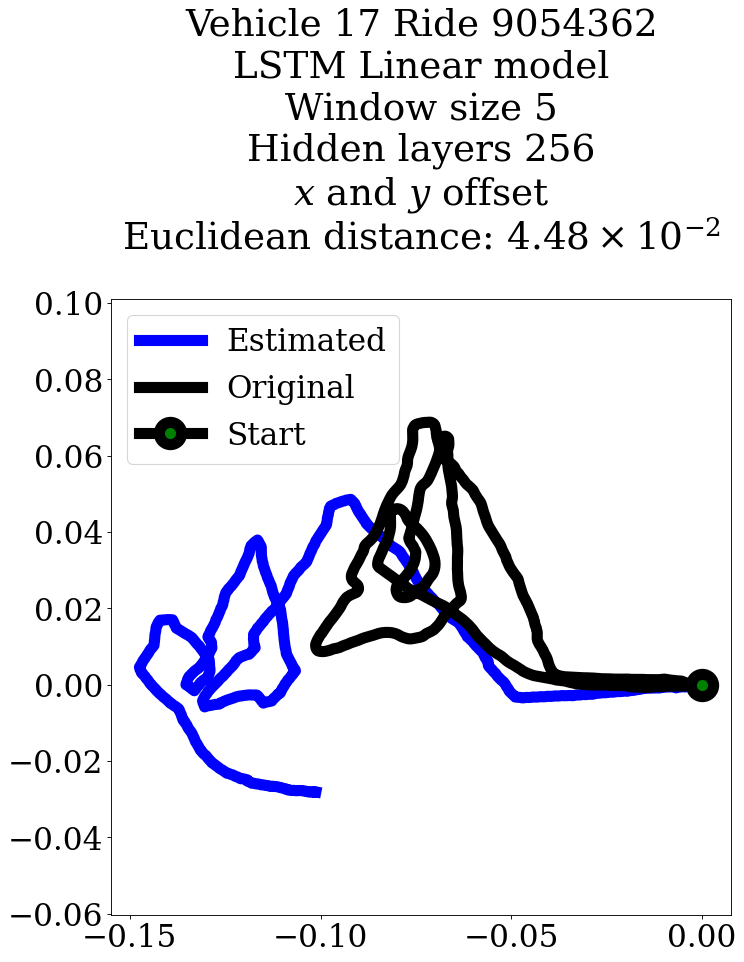 Vehicle 17 Ride 9054362
LSTM Linear model
Window size 5
Hidden layers 256
x and y offset
Euclidean distance: 4.48 × 10⁻²
0.10
0.08
0.06
0.04
0.02
0.00
−0.02
−0.04
−0.06
Estimated
Original
Start
−0.15
−0.10
−0.05
0.00